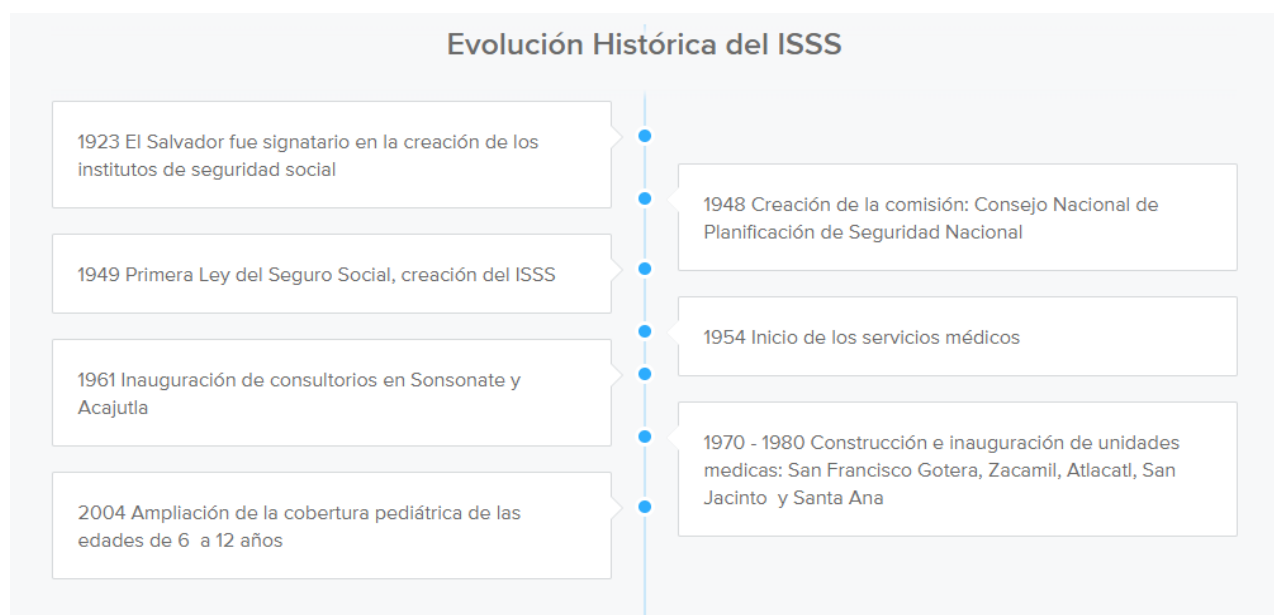 Evolución Histórica del ISSS
1923 El Salvador fue signatario en la creación de los
institutos de seguridad social
1948 Creación de la comisión: Consejo Nacional de
Planificación de Seguridad Nacional
1949 Primera Ley del Seguro Social, creación del ISSS
1954 Inicio de los servicios médicos
1961 Inauguración de consultorios en Sonsonate y
Acajutla
1970 - 1980 Construcción e inauguración de unidades
medicas: San Francisco Gotera, Zacamil, Atlacatl, San
Jacinto  y Santa Ana
2004 Ampliación de la cobertura pediátrica de las
edades de 6  a 12 años